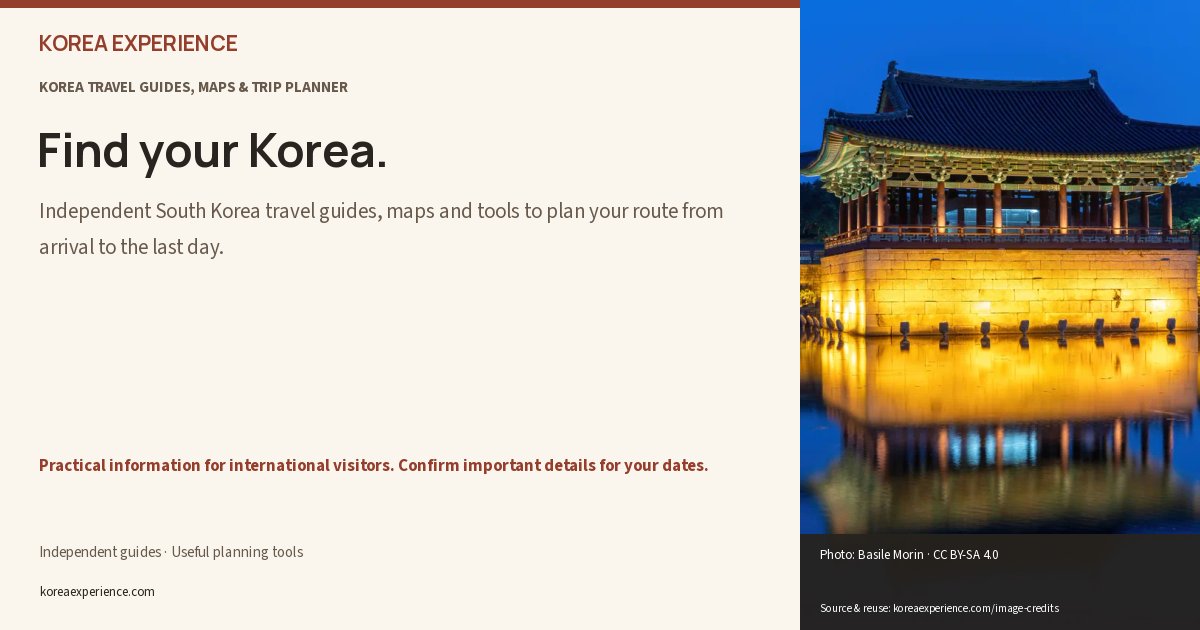 KOREA EXPERIENCE
KOREA TRAVEL GUIDES, MAPS & TRIP PLANNER
Find your Korea.
Independent South Korea travel guides, maps and tools to plan your route from
arrival to the last day.
Practical information for international visitors. Confirm important details for your dates.
Independent guides · Useful planning tools
koreaexperience.com
Photo: Basile Morin · CC BY-SA 4.0
Source & reuse: koreaexperience.com/image-credits